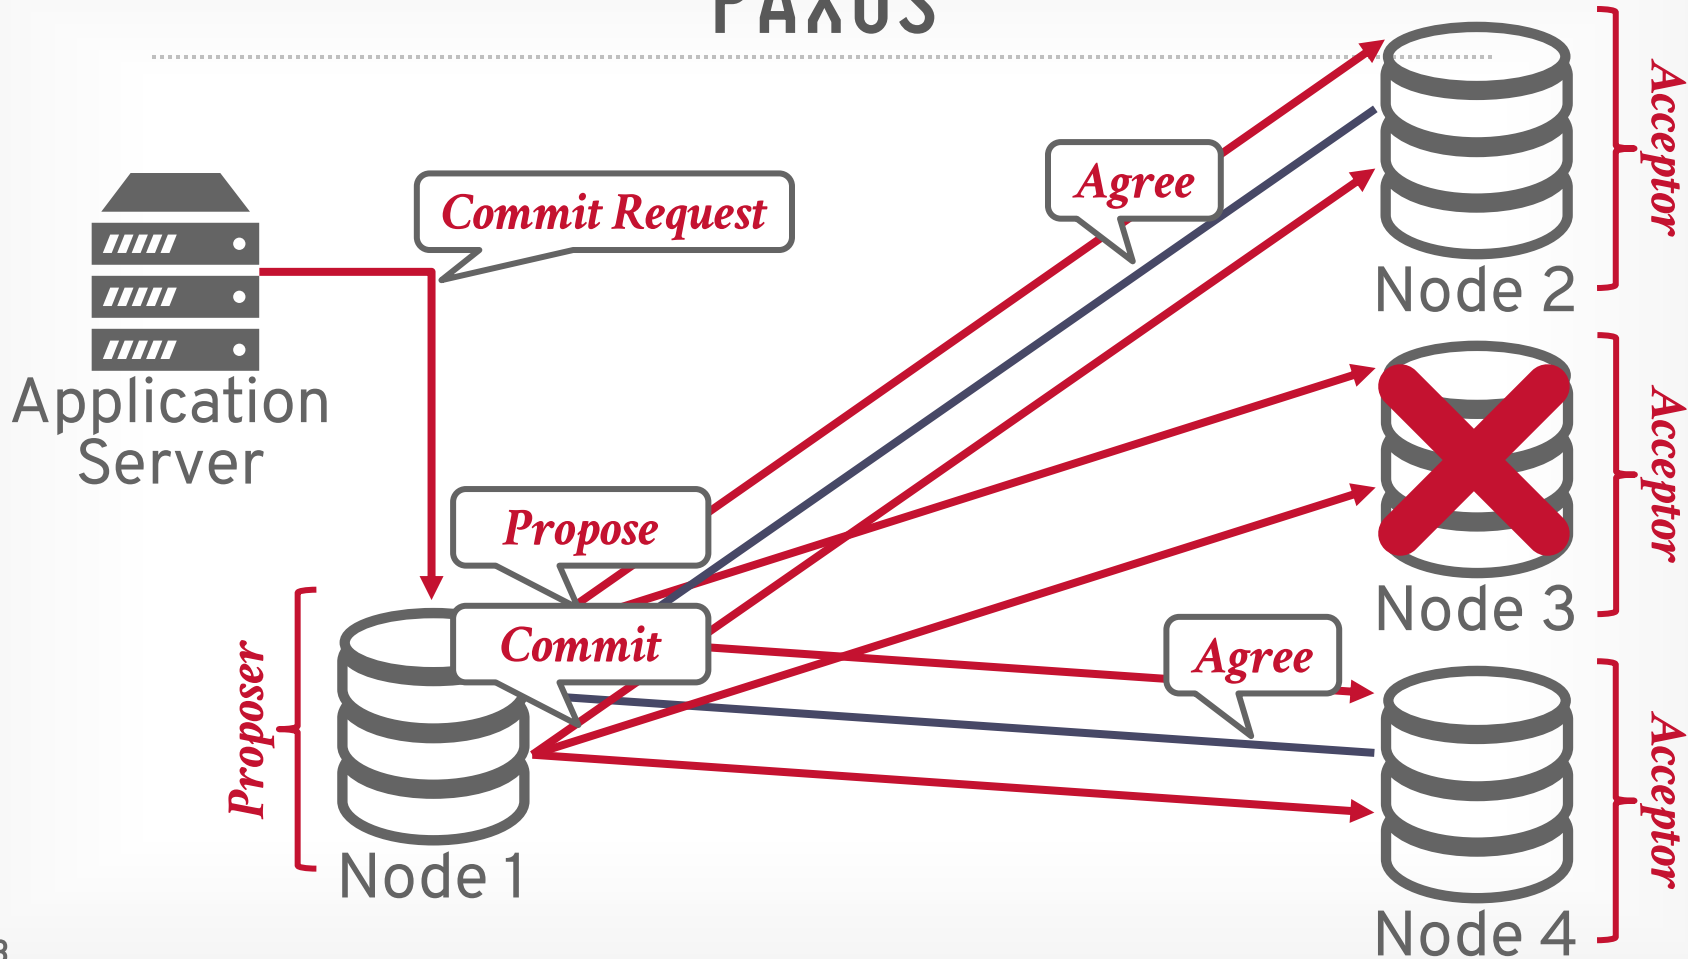 PAXOS
Commit Request
Agree
Acceptor
Node 2
Application
Server
Propose
Acceptor
Node 3
Commit
Agree
Proposer
Node 1
Acceptor
Node 4